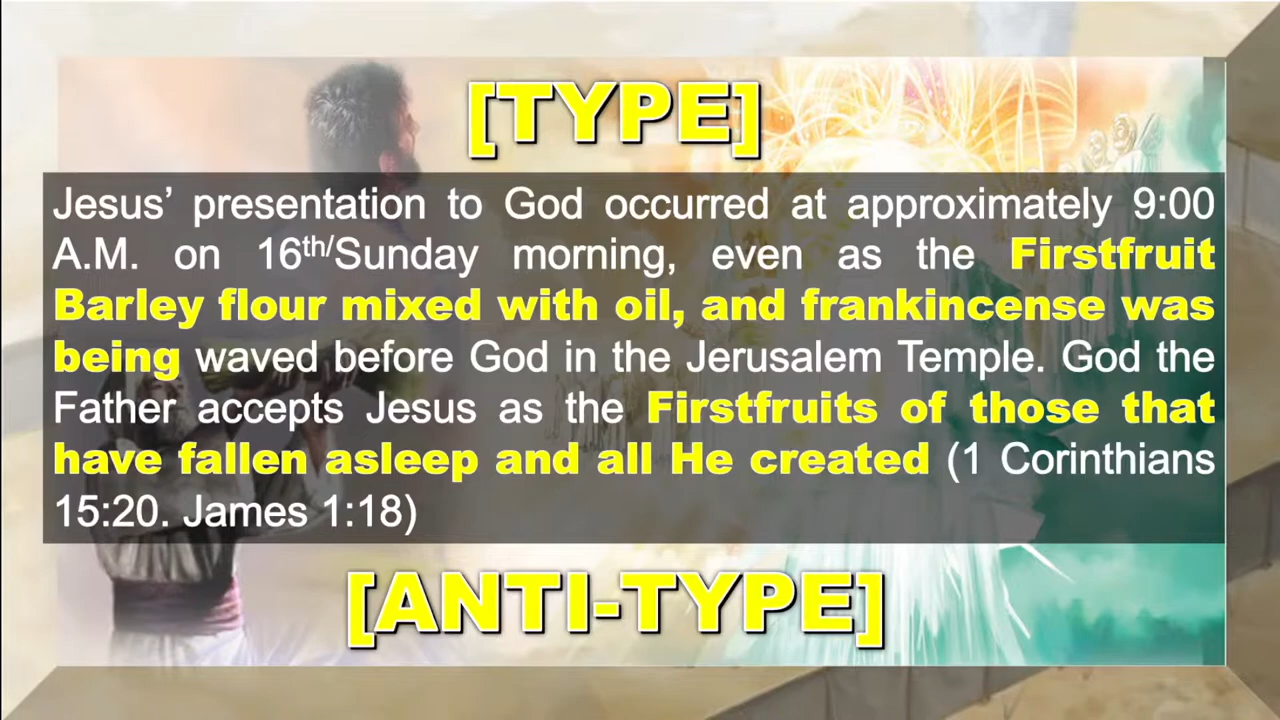 [TYPE]
Jesus’ presentation to God occurred at approximately 9:00
A.M. on 16th/Sunday morning, even as the Firstfruit
Barley flour mixed with oil, and frankincense was
being waved before God in the Jerusalem Temple. God the
Father accepts Jesus as the Firstfruits of those that
have fallen asleep and all He created (1 Corinthians
15:20. James 1:18)
[ANTI-TYPE]